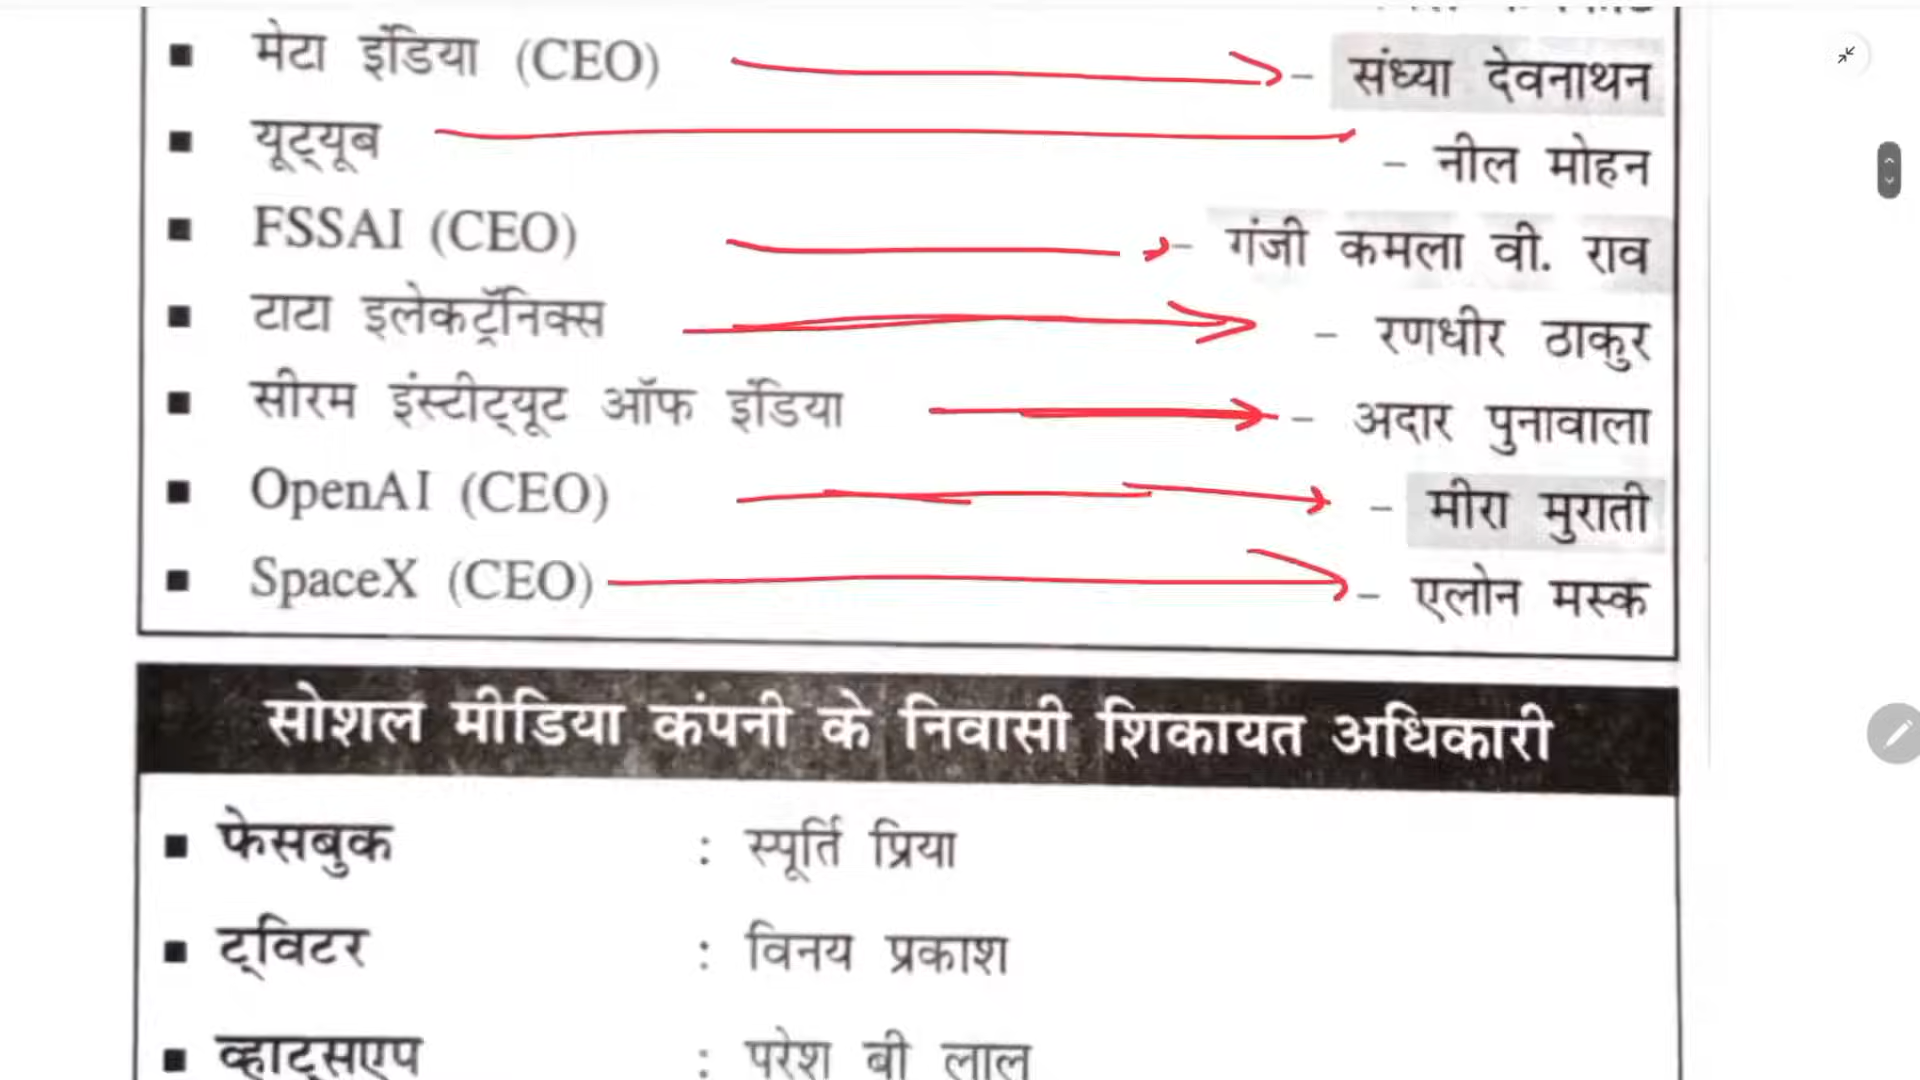 मेटा इंडिया (CEO) – संध्या देवनाथन
यूट्यूब – नील मोहन
FSSAI (CEO) – गंजी कमला वी. राव
टाटा इलेकट्रॉनिक्स – रणधीर ठाकुर
सीरम इंस्टीट्यूट ऑफ इंडिया – अदार पुनावाला
OpenAI (CEO) – मीरा मुराती
SpaceX (CEO) – एलोन मस्क
सोशल मीडिया कंपनी के निवासी शिकायत अधिकारी
फेसबुक : स्पूर्ति प्रिया
ट्विटर : विनय प्रकाश
व्हाट्सएप : परेश बी लाल